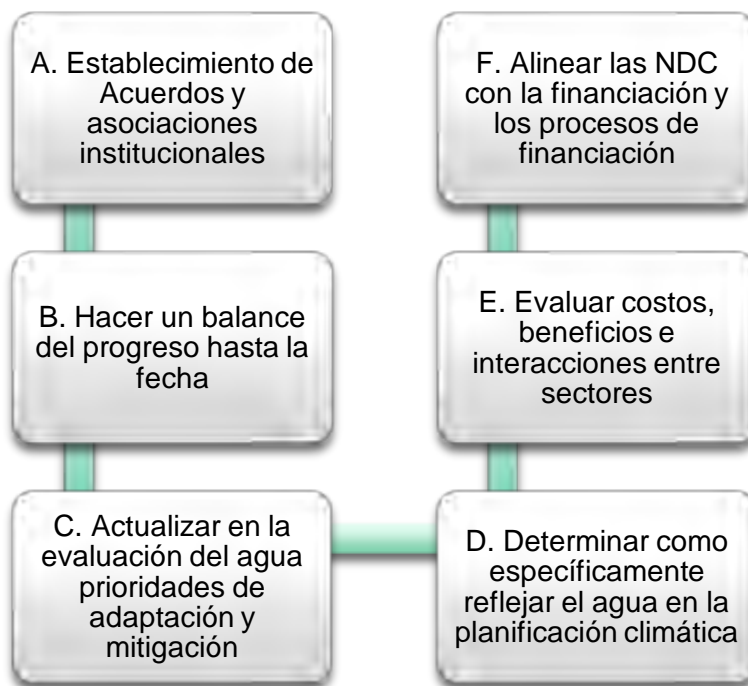 A. Establecimiento de
Acuerdos y
asociaciones
institucionales
B. Hacer un balance
del progreso hasta la
fecha
C. Actualizar en la
evaluación del agua
prioridades de
adaptación y
mitigación
D. Determinar como
específicamente
reflejar el agua en la
planificación climática
E. Evaluar costos,
beneficios e
interacciones entre
sectores
F. Alinear las NDC
con la financiación y
los procesos de
financiación